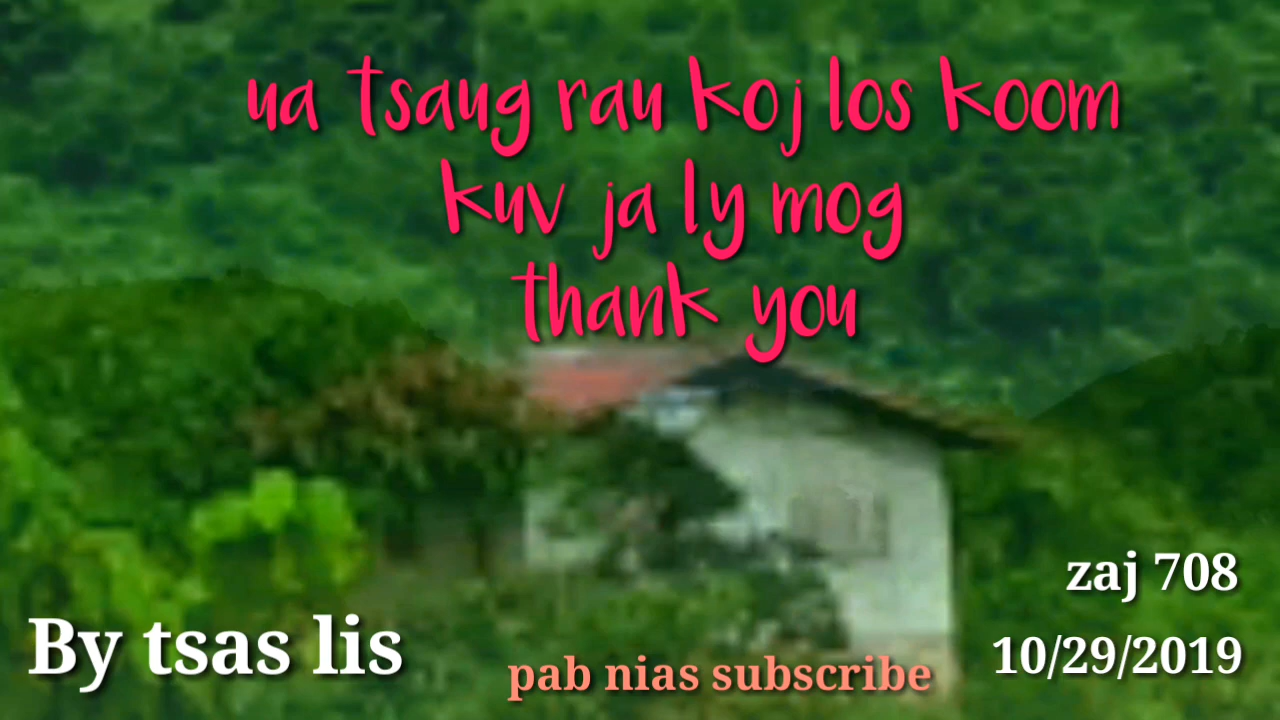 ua tsaug rau koj los koom
kuv ja ly mog
thank you
zaj 708
By tsas lis
10/29/2019
pab nias subscribe